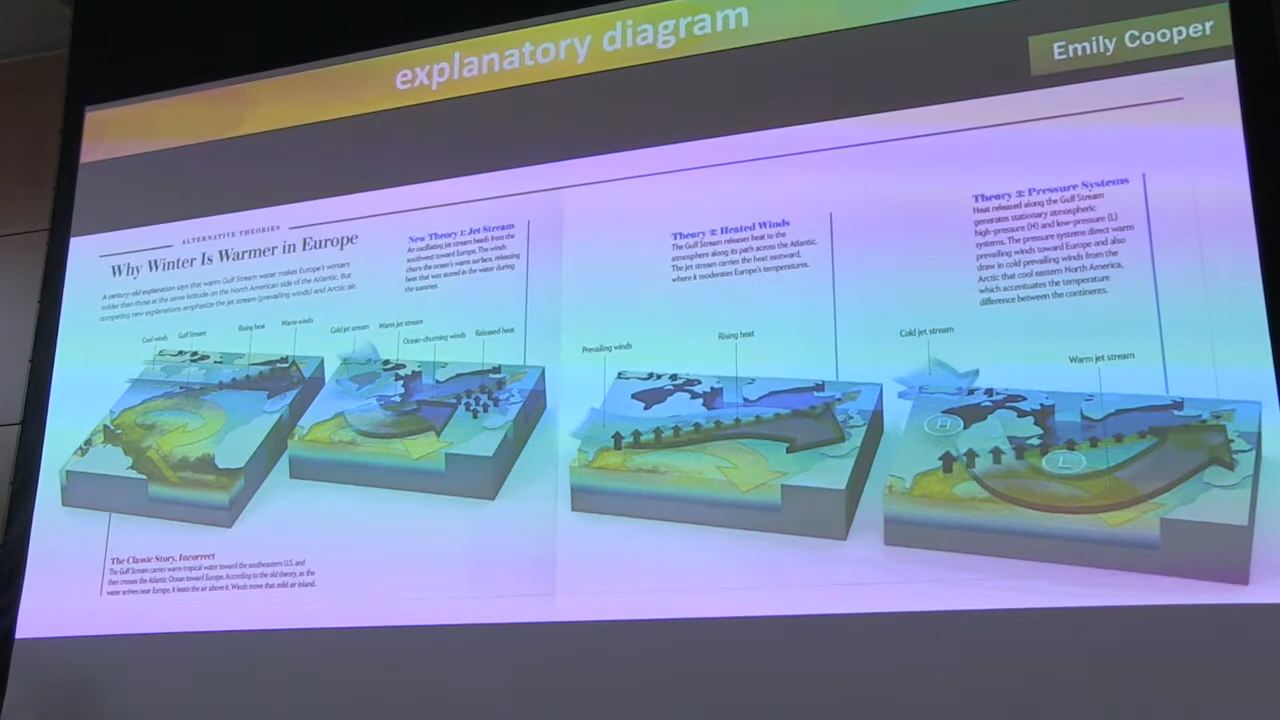 explanatory diagram
Emily Cooper
ALTERNATIVE THEORIES
Why Winter Is Warmer in Europe
A century-old explanation says that warm Gulf Stream water makes Europe's winters
milder than those at the same latitude on the North American side of the Atlantic. But
competing new explanations emphasize the jet stream (prevailing winds) and Arctic air.
New Theory 1: Jet Stream
An oscillating jet stream heads from the
southwest toward Europe. The winds
churn the ocean's warm surface, releasing
heat that was stored in the water during
the summer.
Theory 2: Heated Winds
The Gulf Stream releases heat to the
atmosphere along its path across the Atlantic.
The jet stream carries the heat eastward,
where it moderates Europe's temperatures.
Theory 3: Pressure Systems
Heat released along the Gulf Stream
generates stationary atmospheric
high-pressure (H) and low-pressure (L)
systems. The pressure systems direct warm
prevailing winds toward Europe and also
draw in cold prevailing winds from the
Arctic that cool eastern North America,
which accentuates the temperature
difference between the continents.
Cool winds
Gulf Stream
Rising heat
Warm winds
Cold jet stream
Warm jet stream
Ocean-churning winds
Released heat
Prevailing winds
Rising heat
Cold jet stream
Warm jet stream
H
L
The Classic Story, Incorrect
The Gulf Stream carries warm tropical water toward the southeastern U.S. and
then crosses the Atlantic Ocean toward Europe. According to the old theory, as the
water arrives near Europe, it heats the air above it. Winds move that mild air inland.